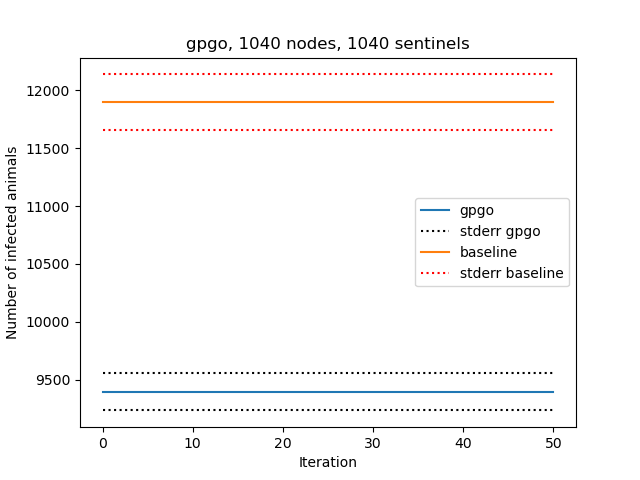 gpgo, 1040 nodes, 1040 sentinels
Number of infected animals
12000
11500
11000
10500
10000
9500
gpgo
stderr gpgo
baseline
stderr baseline
0 10 20 30 40 50
Iteration